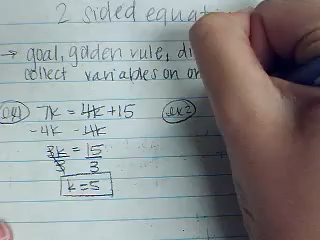 2 sided equat
→ goal, golden rule, di
collect variables on on
ex1 7k = 4k + 15 ex2
-4k -4k
3k = 15
3 3
k = 5